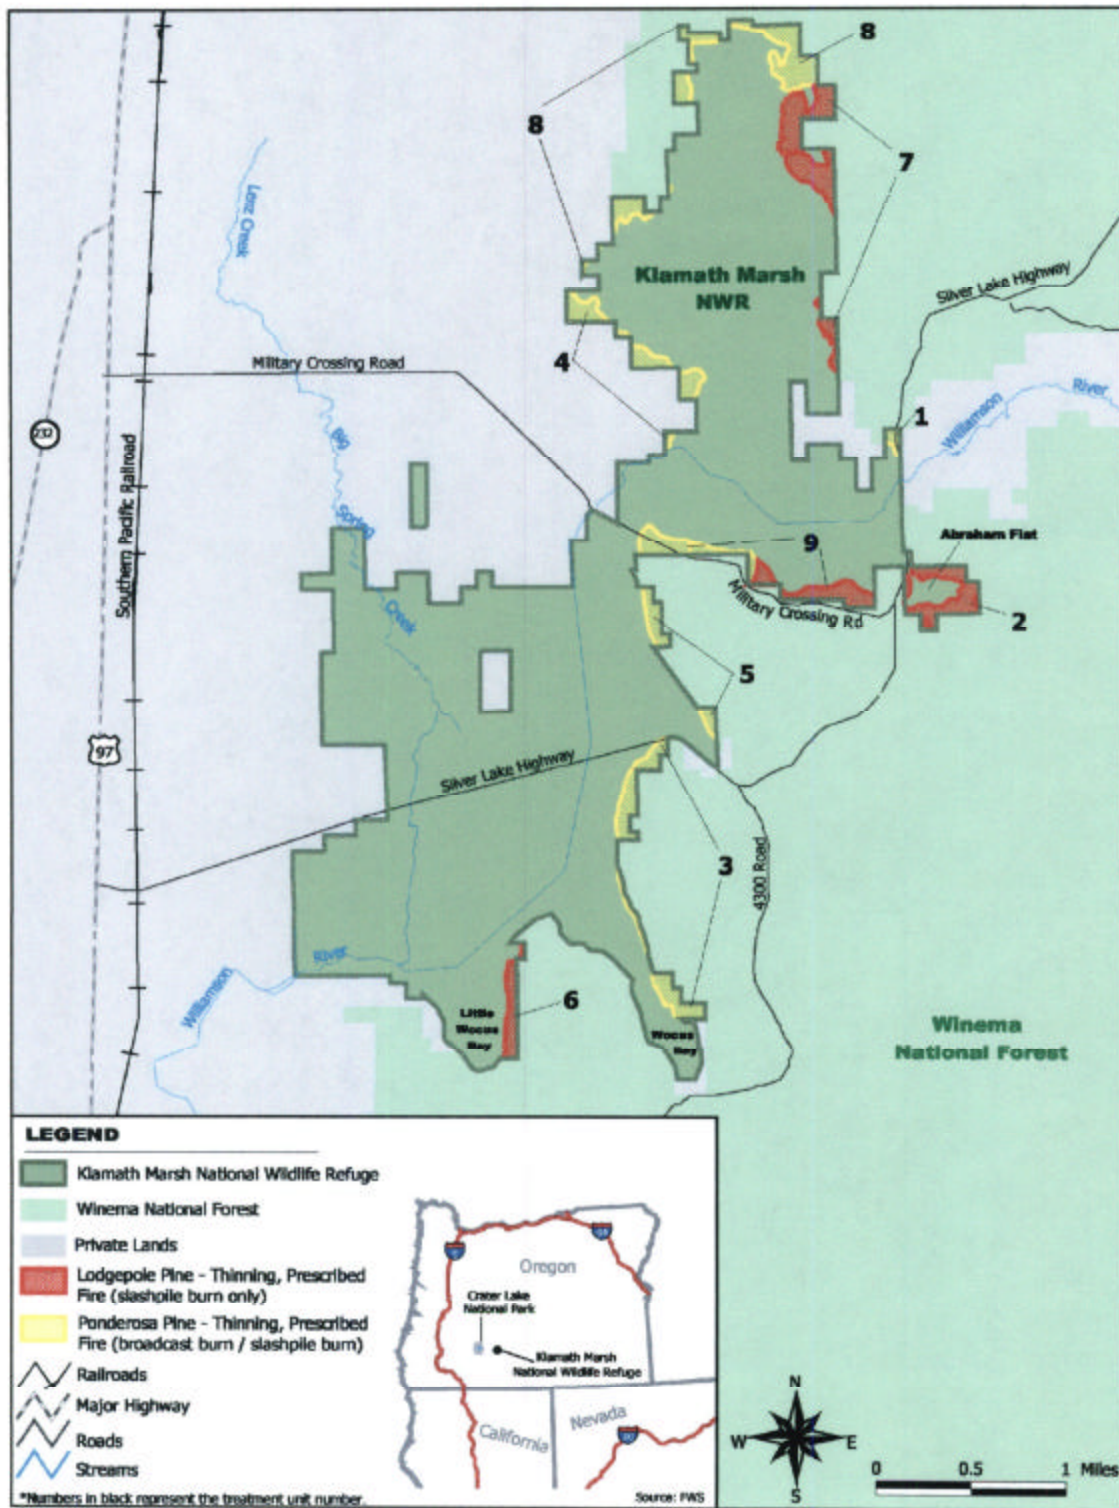 8
8
7
Lenz Creek
Klamath Marsh
NWR
Silver Lake Highway
Military Crossing Road
4
Williamson
River
1
232
Big
Spring
Creek
Southern Pacific Railroad
Abraham Flat
9
Military Crossing Rd
2
5
97
Silver Lake Highway
3
4300 Road
Williamson
River
Little
Wocus
Bay
6
Wocus
Bay
Winema
National Forest
LEGEND
Klamath Marsh National Wildlife Refuge
Winema National Forest
Private Lands
Lodgepole Pine - Thinning, Prescribed
Fire (slashpile burn only)
Ponderosa Pine - Thinning, Prescribed
Fire (broadcast burn / slashpile burn)
Railroads
Major Highway
Roads
Streams
*Numbers in black represent the treatment unit number.
Oregon
Crater Lake
National Park
Klamath Marsh
National Wildlife Refuge
California
Nevada
Source: FWS
N
W
E
S
0
0.5
1 Miles